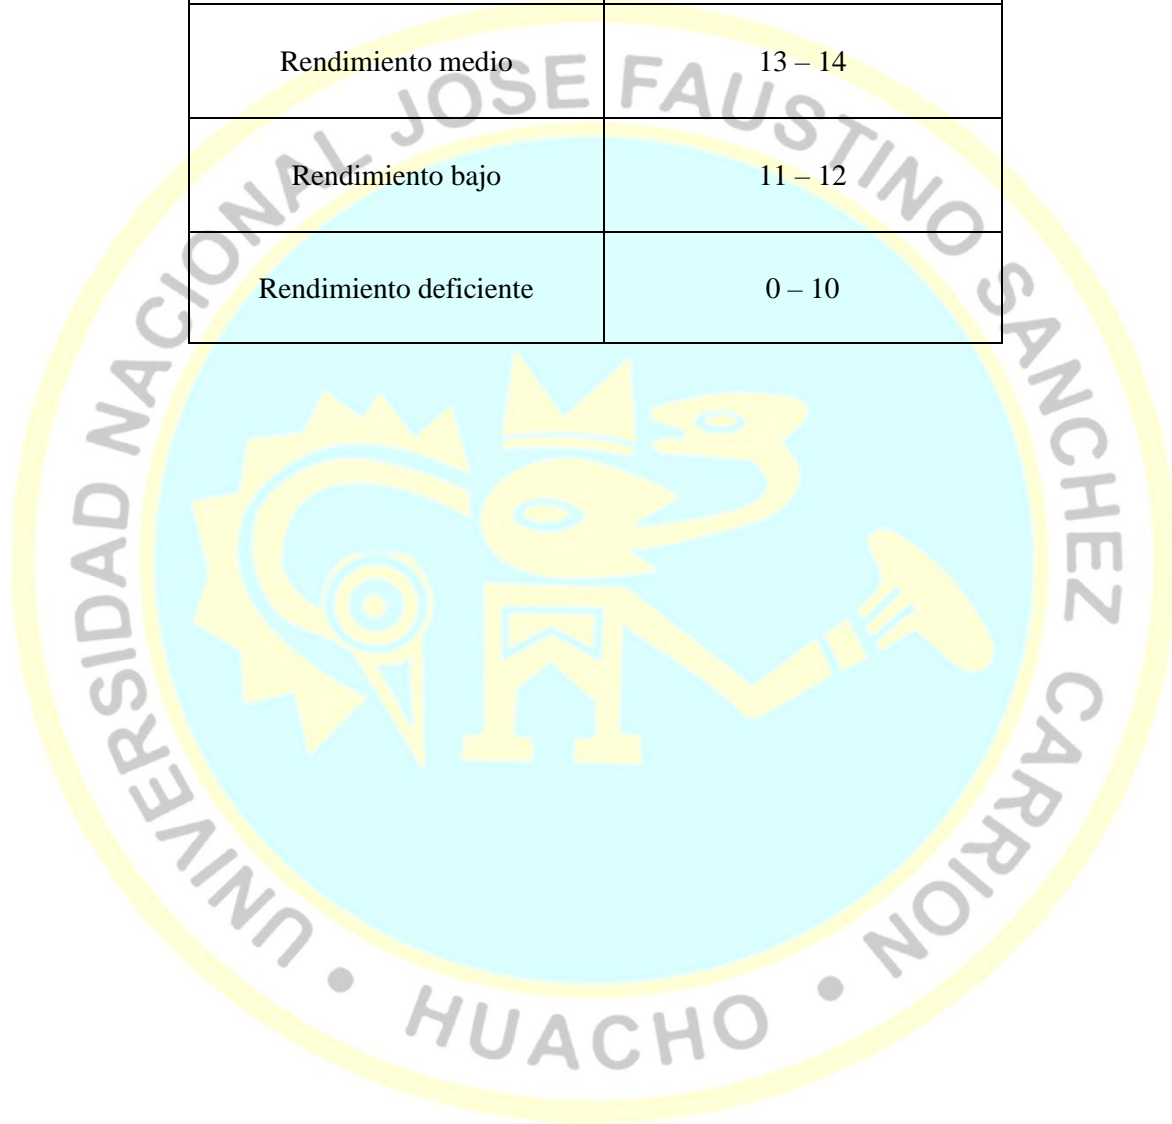 Rendimiento medio 13 – 14
Rendimiento bajo 11 – 12
Rendimiento deficiente 0 – 10
UNIVERSIDAD NACIONAL JOSE FAUSTINO SANCHEZ CARRION
• HUACHO •